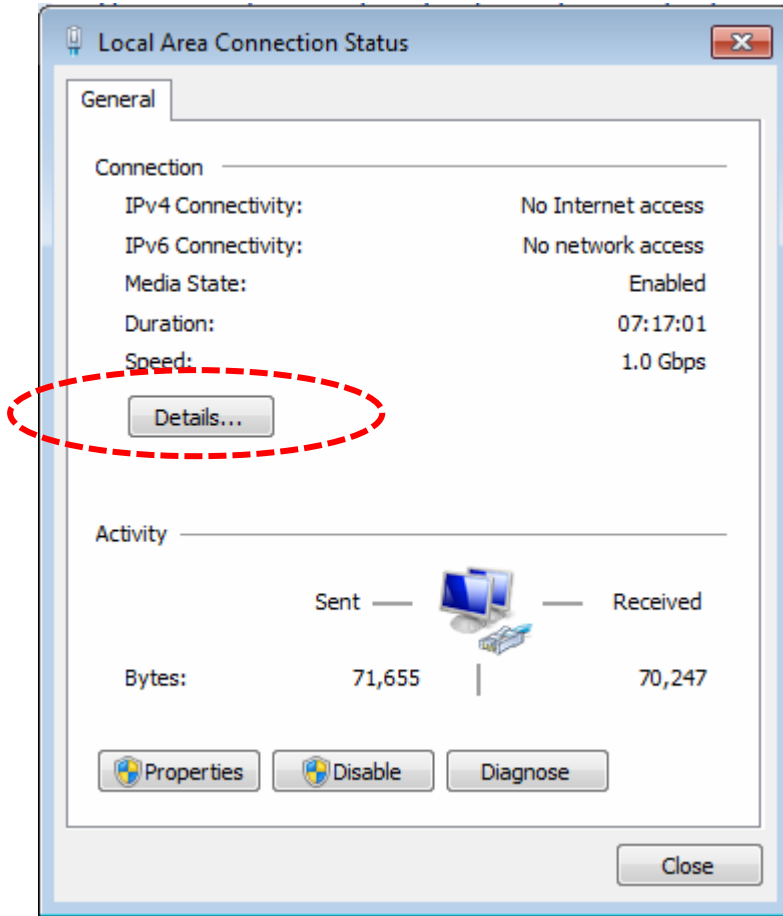 Local Area Connection Status
General
Connection
IPv4 Connectivity: No Internet access
IPv6 Connectivity: No network access
Media State: Enabled
Duration: 07:17:01
Speed: 1.0 Gbps
Details...
Activity
Sent Received
Bytes: 71,655 70,247
Properties Disable Diagnose
Close